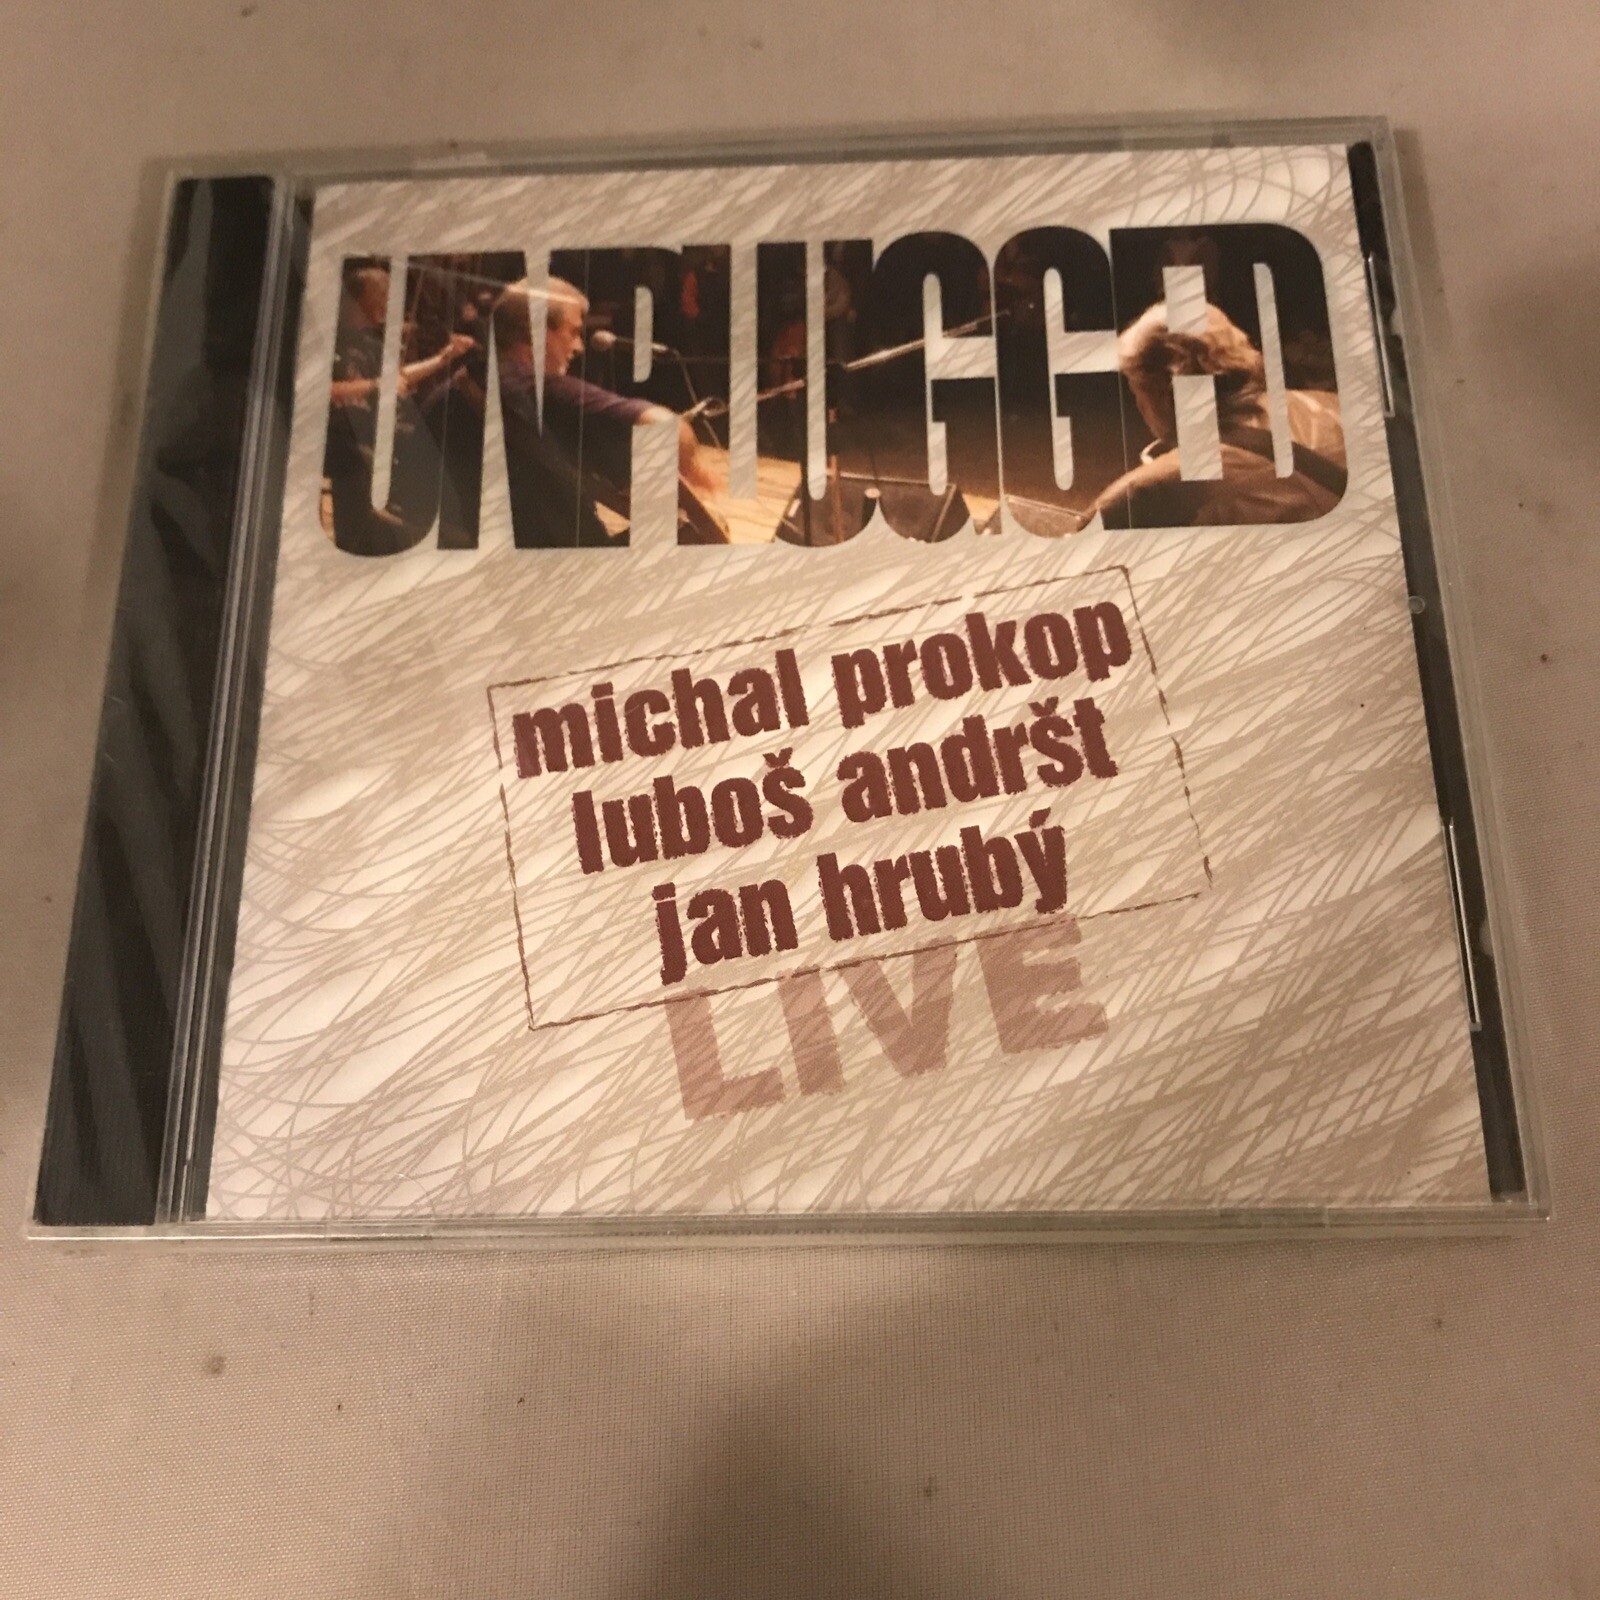 UNPLUGGED
michal prokop
luboš andršt
jan hrubý
LIVE